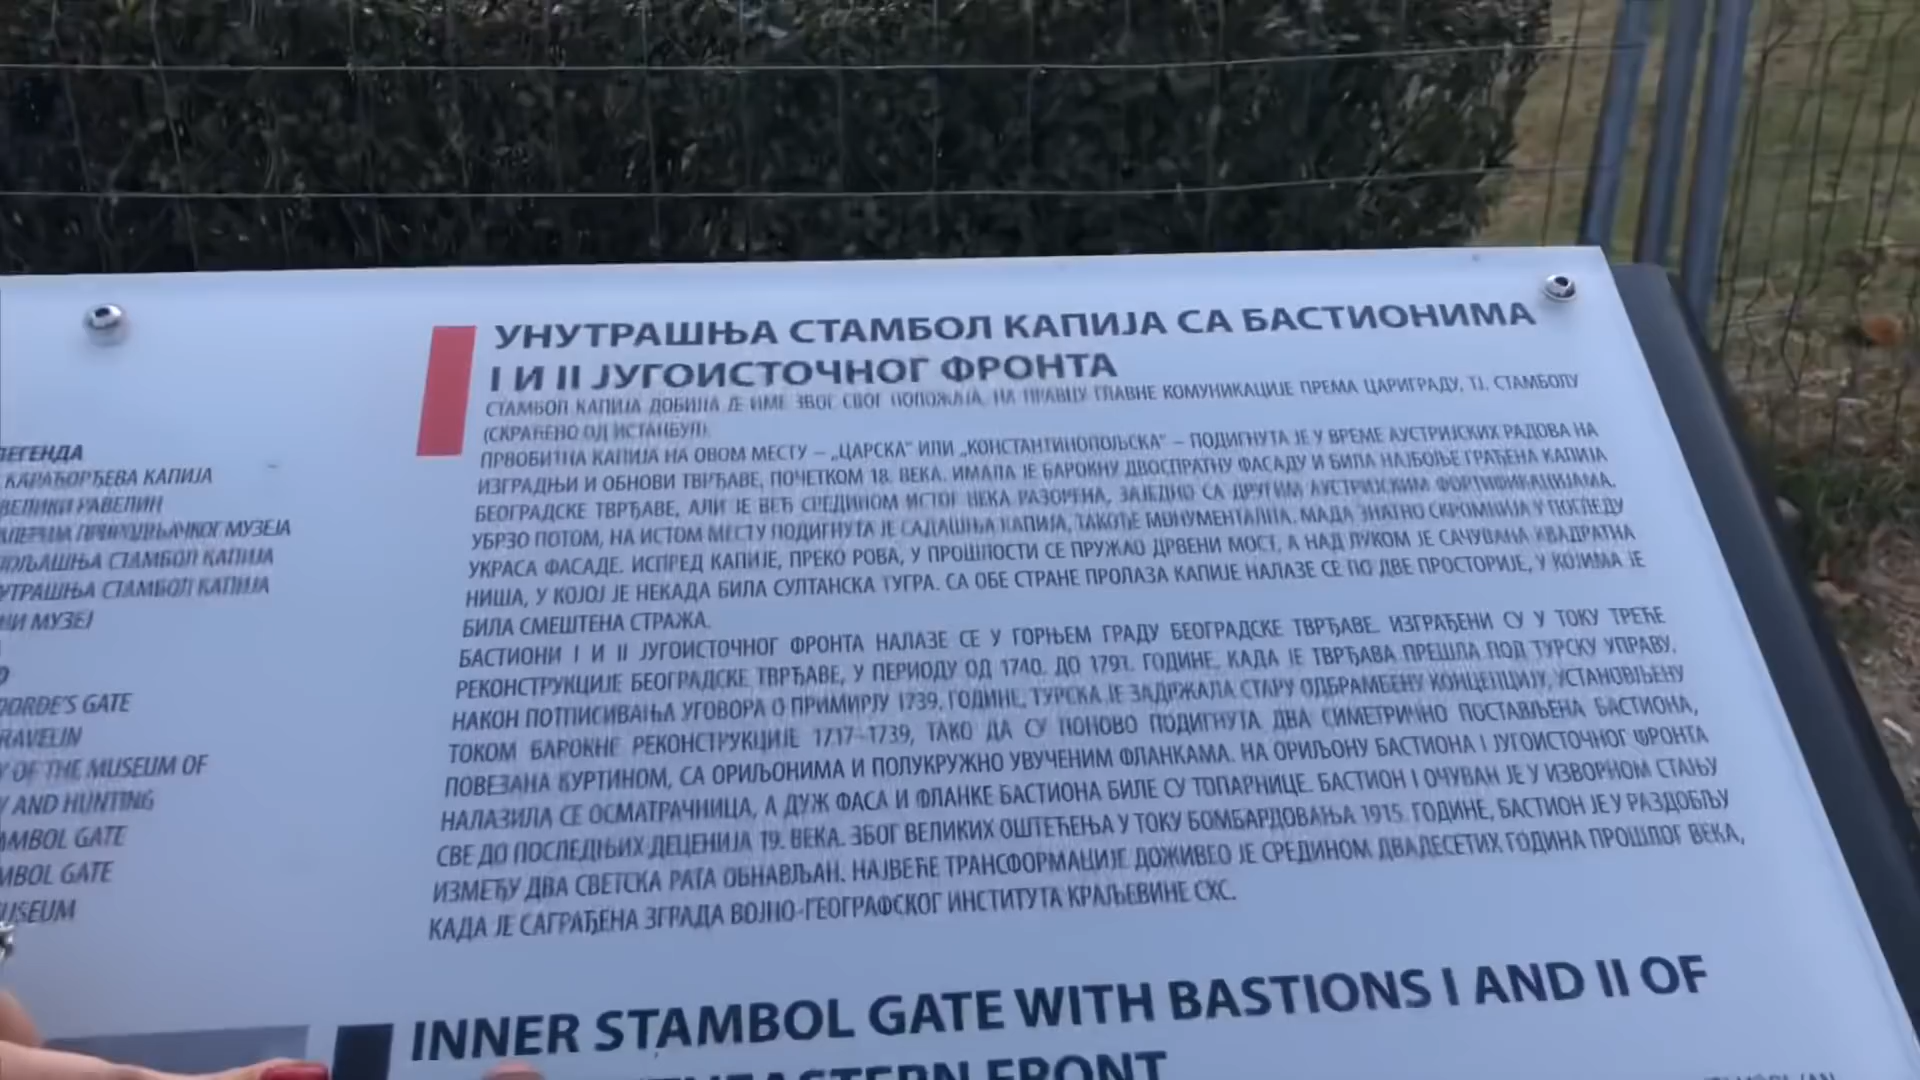 УНУТРАШЊА СТАМБОЛ КАПИЈА СА БАСТИОНИМА
I И II ЈУГОИСТОЧНОГ ФРОНТА
СТАМБОЛ КАПИЈА ДОБИЛА ЈЕ ИМЕ ЗБОГ СВОГ ПОЛОЖАЈА, НА ПРАВЦУ ГЛАВНЕ КОМУНИКАЦИЈЕ ПРЕМА ЦАРИГРАДУ, ТЈ. СТАМБОЛУ
(СКРАЋЕНО ОД ИСТАНБУЛ).
ПРВОБИТНА КАПИЈА НА ОВОМ МЕСТУ – „ЦАРСКА“ ИЛИ „КОНСТАНТИНОПОЉСКА“ – ПОДИГНУТА ЈЕ У ВРЕМЕ АУСТРИЈСКИХ РАДОВА НА
ИЗГРАДЊИ И ОБНОВИ ТВРЂАВЕ, ПОЧЕТКОМ 18. ВЕКА. ИМАЛА ЈЕ БАРОКНУ ДВОСПРАТНУ ФАСАДУ И БИЛА НАЈБОЉЕ ГРАЂЕНА КАПИЈА
БЕОГРАДСКЕ ТВРЂАВЕ, АЛИ ЈЕ ВЕЋ СРЕДИНОМ ИСТОГ ВЕКА РАЗОРЕНА, ЗАЈЕДНО СА ДРУГИМ АУСТРИЈСКИМ ФОРТИФИКАЦИЈАМА.
УБРЗО ПОТОМ, НА ИСТОМ МЕСТУ ПОДИГНУТА ЈЕ САДАШЊА КАПИЈА, ТАКОЂЕ МОНУМЕНТАЛНА, МАДА ЗНАТНО СКРОМНИЈА У ПОГЛЕДУ
УКРАСА ФАСАДЕ. ИСПРЕД КАПИЈЕ, ПРЕКО РОВА, У ПРОШЛОСТИ СЕ ПРУЖАО ДРВЕНИ МОСТ, А НАД ЛУКОМ ЈЕ САЧУВАНА КВАДРАТНА
НИША, У КОЈОЈ ЈЕ НЕКАДА БИЛА СУЛТАНСКА ТУГРА. СА ОБЕ СТРАНЕ ПРОЛАЗА КАПИЈЕ НАЛАЗЕ СЕ ПО ДВЕ ПРОСТОРИЈЕ, У КОЈИМА ЈЕ
БИЛА СМЕШТЕНА СТРАЖА.
БАСТИОНИ I И II ЈУГОИСТОЧНОГ ФРОНТА НАЛАЗЕ СЕ У ГОРЊЕМ ГРАДУ БЕОГРАДСКЕ ТВРЂАВЕ. ИЗГРАЂЕНИ СУ У ТОКУ ТРЕЋЕ
РЕКОНСТРУКЦИЈЕ БЕОГРАДСКЕ ТВРЂАВЕ, У ПЕРИОДУ ОД 1740. ДО 1791. ГОДИНЕ, КАДА ЈЕ ТВРЂАВА ПРЕШЛА ПОД ТУРСКУ УПРАВУ.
НАКОН ПОТПИСИВАЊА УГОВОРА О ПРИМИРЈУ 1739. ГОДИНЕ, ТУРСКА ЈЕ ЗАДРЖАЛА СТАРУ ОДБРАМБЕНУ КОНЦЕПЦИЈУ, УСТАНОВЉЕНУ
ТОКОМ БАРОКНЕ РЕКОНСТРУКЦИЈЕ 1717–1739, ТАКО ДА СУ ПОНОВО ПОДИГНУТА ДВА СИМЕТРИЧНО ПОСТАВЉЕНА БАСТИОНА,
ПОВЕЗАНА КУРТИНОМ, СА ОРИЉОНИМА И ПОЛУКРУЖНО УВУЧЕНИМ ФЛАНКАМА. НА ОРИЉОНУ БАСТИОНА I ЈУГОИСТОЧНОГ ФРОНТА
НАЛАЗИЛА СЕ ОСМАТРАЧНИЦА, А ДУЖ ФАСА И ФЛАНКЕ БАСТИОНА БИЛЕ СУ ТОПАРНИЦЕ. БАСТИОН I ОЧУВАН ЈЕ У ИЗВОРНОМ СТАЊУ
СВЕ ДО ПОСЛЕДЊИХ ДЕЦЕНИЈА 19. ВЕКА. ЗБОГ ВЕЛИКИХ ОШТЕЋЕЊА У ТОКУ БОМБАРДОВАЊА 1915. ГОДИНЕ, БАСТИОН ЈЕ У РАЗДОБЉУ
ИЗМЕЂУ ДВА СВЕТСКА РАТА ОБНАВЉАН. НАЈВЕЋЕ ТРАНСФОРМАЦИЈЕ ДОЖИВЕО ЈЕ СРЕДИНОМ ДВАДЕСЕТИХ ГОДИНА ПРОШЛОГ ВЕКА,
КАДА ЈЕ САГРАЂЕНА ЗГРАДА ВОЈНО-ГЕОГРАФСКОГ ИНСТИТУТА КРАЉЕВИНЕ СХС.
INNER STAMBOL GATE WITH BASTIONS I AND II OF
FRONT
ЛЕГЕНДА
КАРАЂОРЂЕВА КАПИЈА
ВЕЛИКИ РАВЕЛИН
ПРИРОДЊАЧКОГ МУЗЕЈА
СТАМБОЛ КАПИЈА
СТАМБОЛ КАПИЈА
МУЗЕЈ
GATE
RAVELIN
OF THE MUSEUM OF
AND HUNTING
GATE
GATE